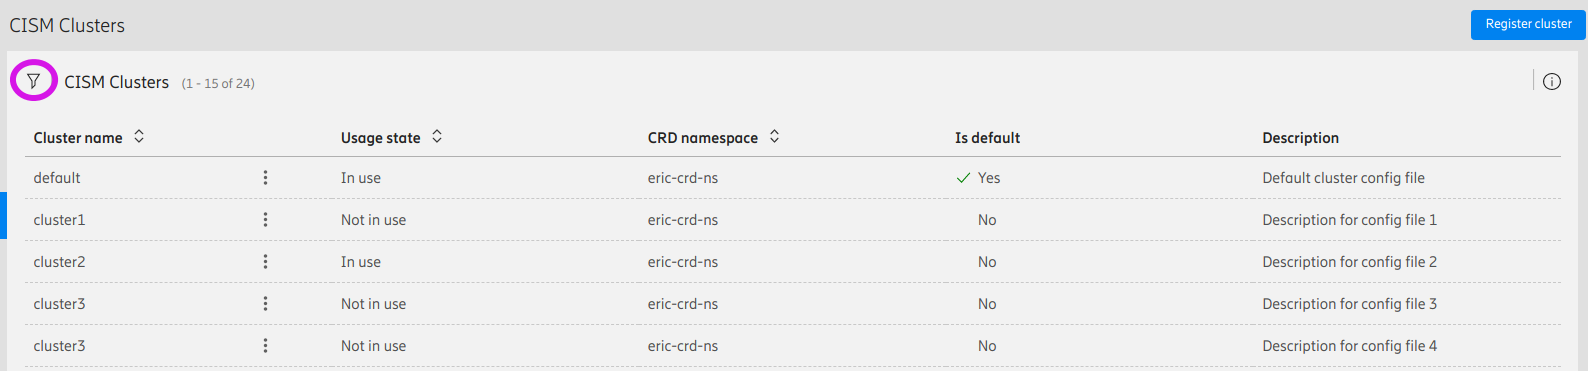 CISM Clusters
Register cluster
CISM Clusters (1 - 15 of 24)
Cluster name Usage state CRD namespace Is default Description
default In use eric-crd-ns Yes Default cluster config file
cluster1 Not in use eric-crd-ns No Description for config file 1
cluster2 In use eric-crd-ns No Description for config file 2
cluster3 Not in use eric-crd-ns No Description for config file 3
cluster3 Not in use eric-crd-ns No Description for config file 4